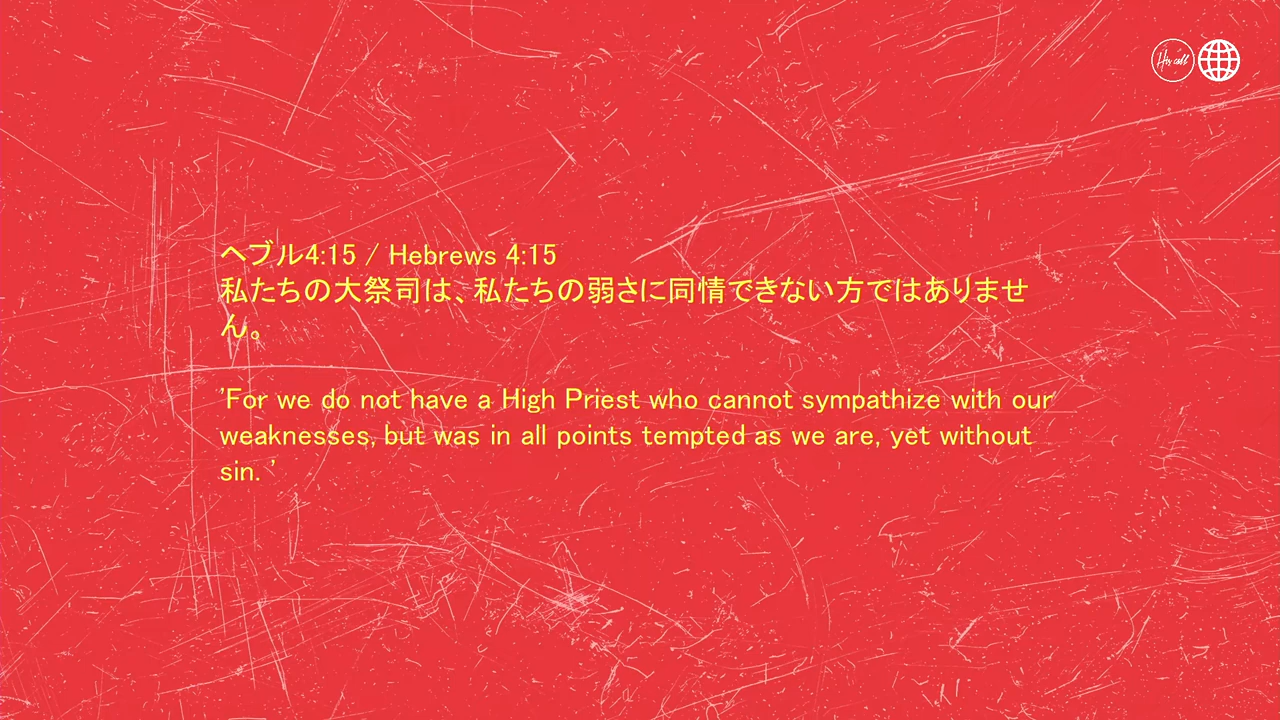 His call
ヘブル4:15 / Hebrews 4:15
私たちの大祭司は、私たちの弱さに同情できない方ではありませ
ん。
'For we do not have a High Priest who cannot sympathize with our
weaknesses, but was in all points tempted as we are, yet without
sin. '